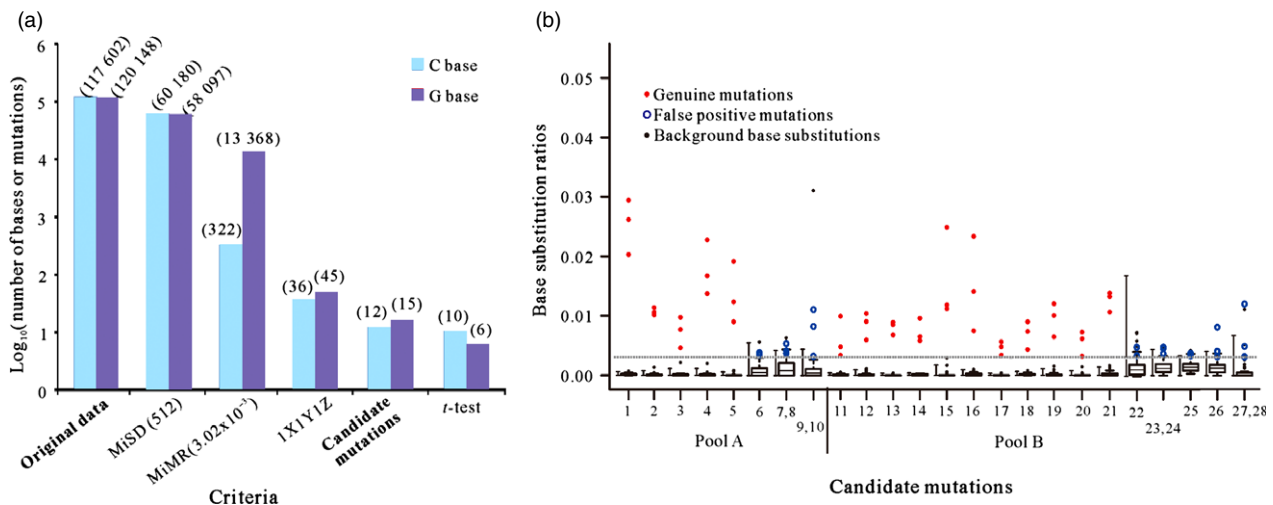 (a)
6
5
4
3
2
1
0
Log10(number of bases or mutations)
(117 602)
(120 148)
(60 180)
(58 097)
(322)
(13 368)
(36)
(45)
(12)
(15)
(10)
(6)
C base
G base
Original data
MiSD (512)
MiMR(3.02x10⁻³)
1X1Y1Z
Candidate mutations
t-test
Criteria
(b)
0.05
0.04
0.03
0.02
0.01
0.00
Base substitution ratios
Genuine mutations
False positive mutations
Background base substitutions
1 2 3 4 5 6 7,8 11 12 13 14 15 16 17 18 19 20 21 22 25 26 27,28
9,10 23,24
Pool A Pool B
Candidate mutations